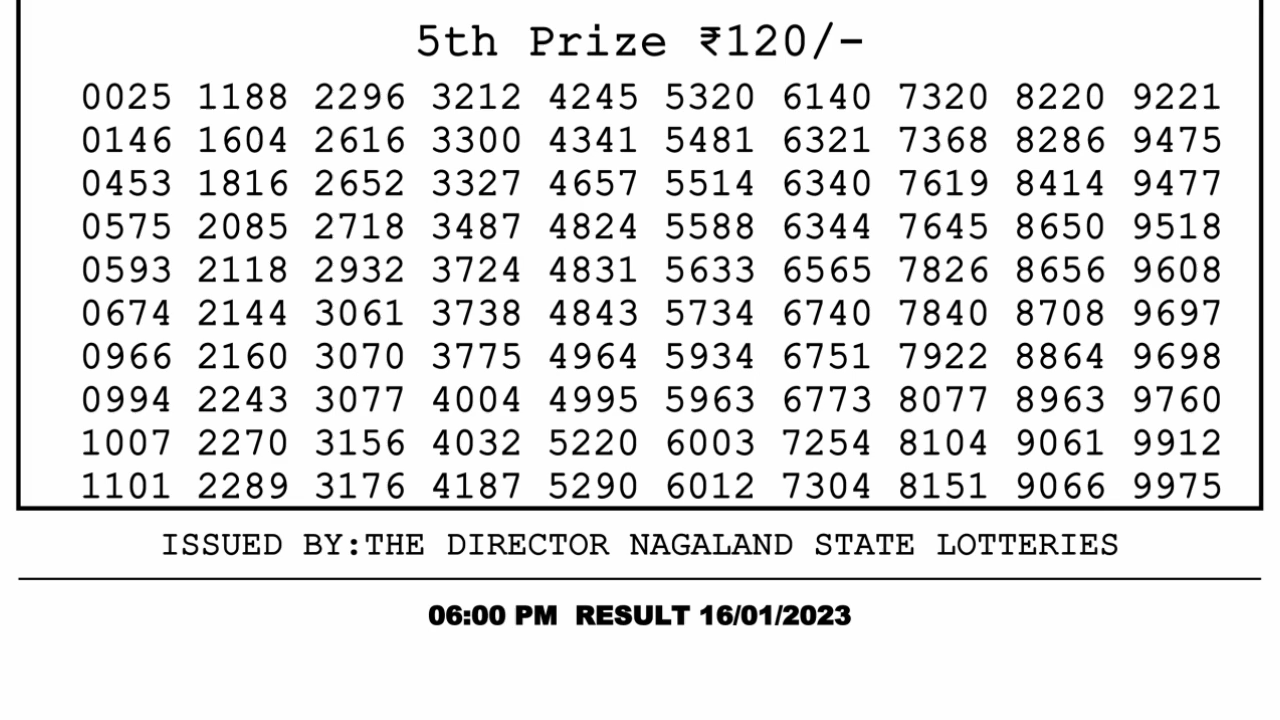 5th Prize ₹120/-
0025 1188 2296 3212 4245 5320 6140 7320 8220 9221
0146 1604 2616 3300 4341 5481 6321 7368 8286 9475
0453 1816 2652 3327 4657 5514 6340 7619 8414 9477
0575 2085 2718 3487 4824 5588 6344 7645 8650 9518
0593 2118 2932 3724 4831 5633 6565 7826 8656 9608
0674 2144 3061 3738 4843 5734 6740 7840 8708 9697
0966 2160 3070 3775 4964 5934 6751 7922 8864 9698
0994 2243 3077 4004 4995 5963 6773 8077 8963 9760
1007 2270 3156 4032 5220 6003 7254 8104 9061 9912
1101 2289 3176 4187 5290 6012 7304 8151 9066 9975
ISSUED BY:THE DIRECTOR NAGALAND STATE LOTTERIES
06:00 PM RESULT 16/01/2023